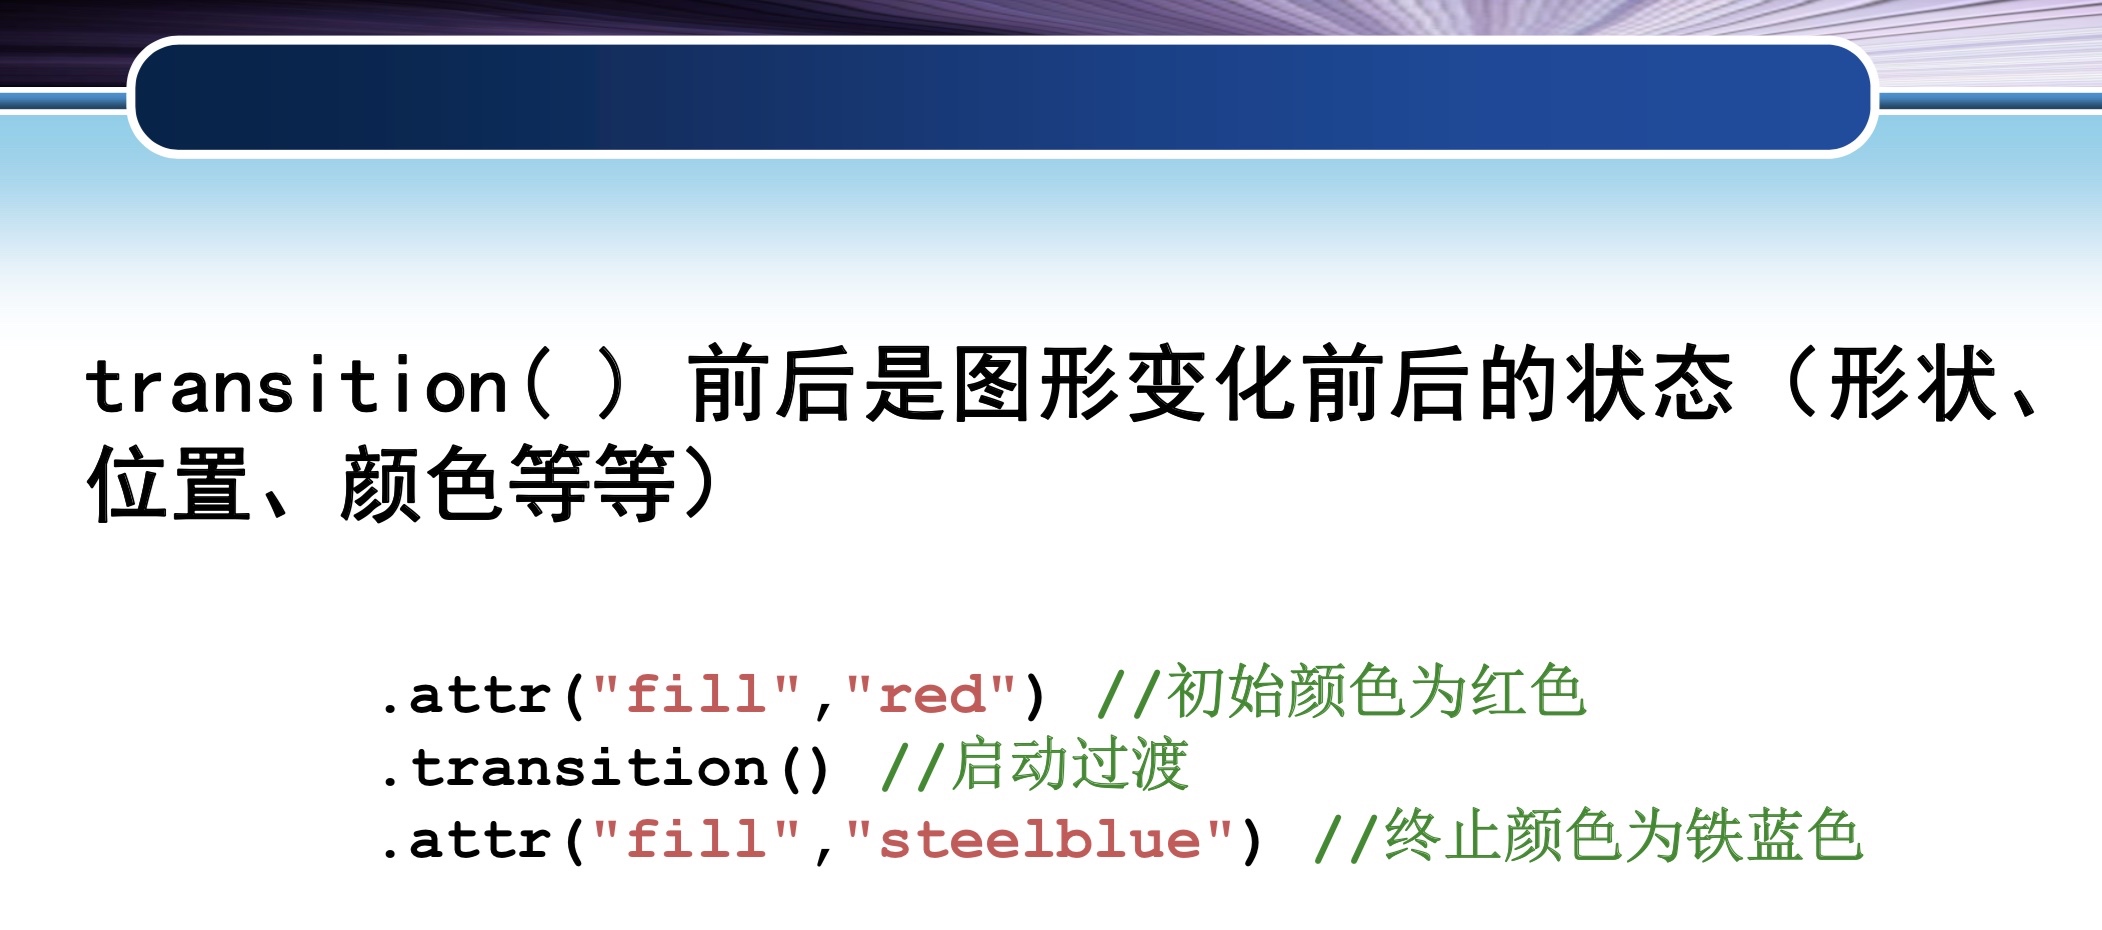 transition( ) 前后是图形变化前后的状态（形状、
位置、颜色等等）
.attr("fill","red") //初始颜色为红色
.transition() //启动过渡
.attr("fill","steelblue") //终止颜色为铁蓝色